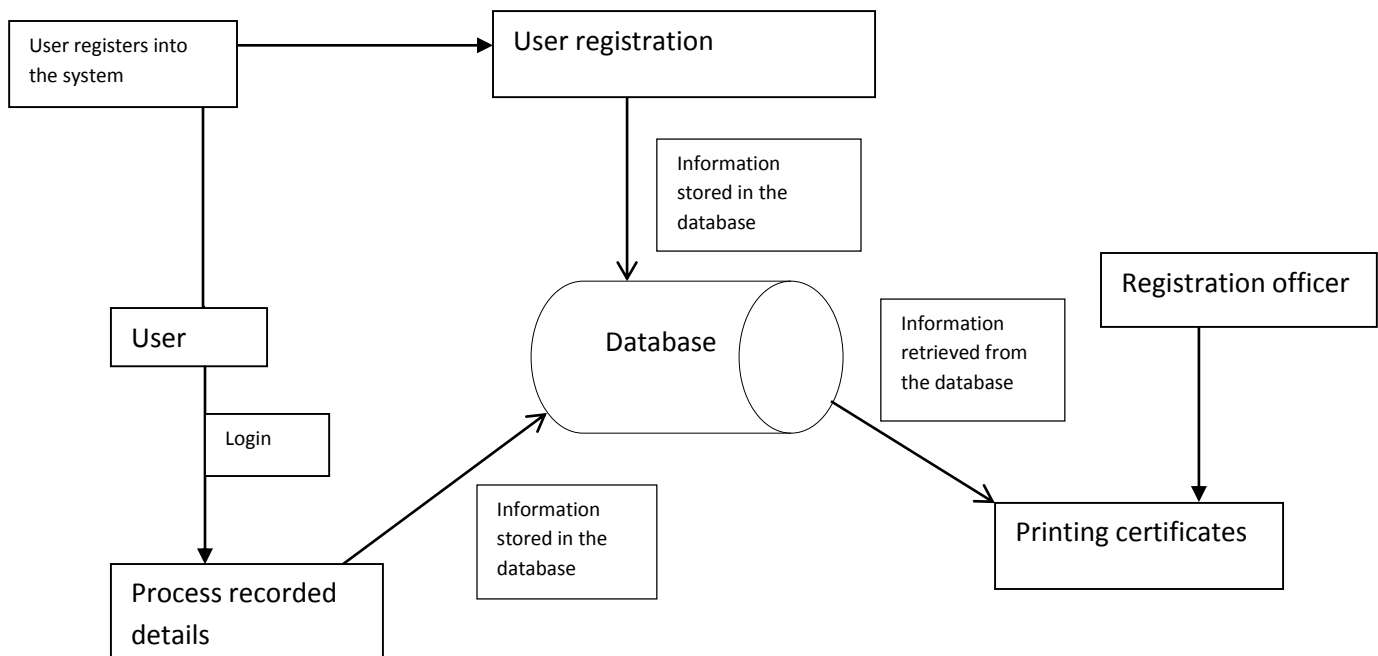 User registers into
the system
User registration
Information
stored in the
database
Registration officer
Information
retrieved from
the database
Database
User
Login
Information
stored in the
database
Printing certificates
Process recorded
details